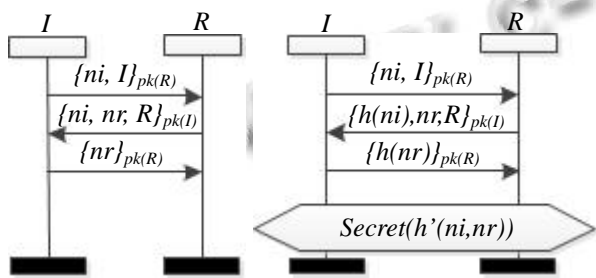 I R
{ni, I}pk(R)
{ni, nr, R}pk(I)
{nr}pk(R)
I R
{ni, I}pk(R)
{h(ni),nr,R}pk(I)
{h(nr)}pk(R)
Secret(h'(ni,nr))